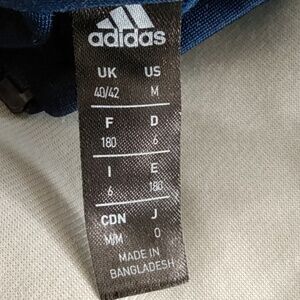 adidas
UK US
40/42 M
F D
180 6
I E
6 180
CDN J
M/M O
MADE IN
BANGLADESH